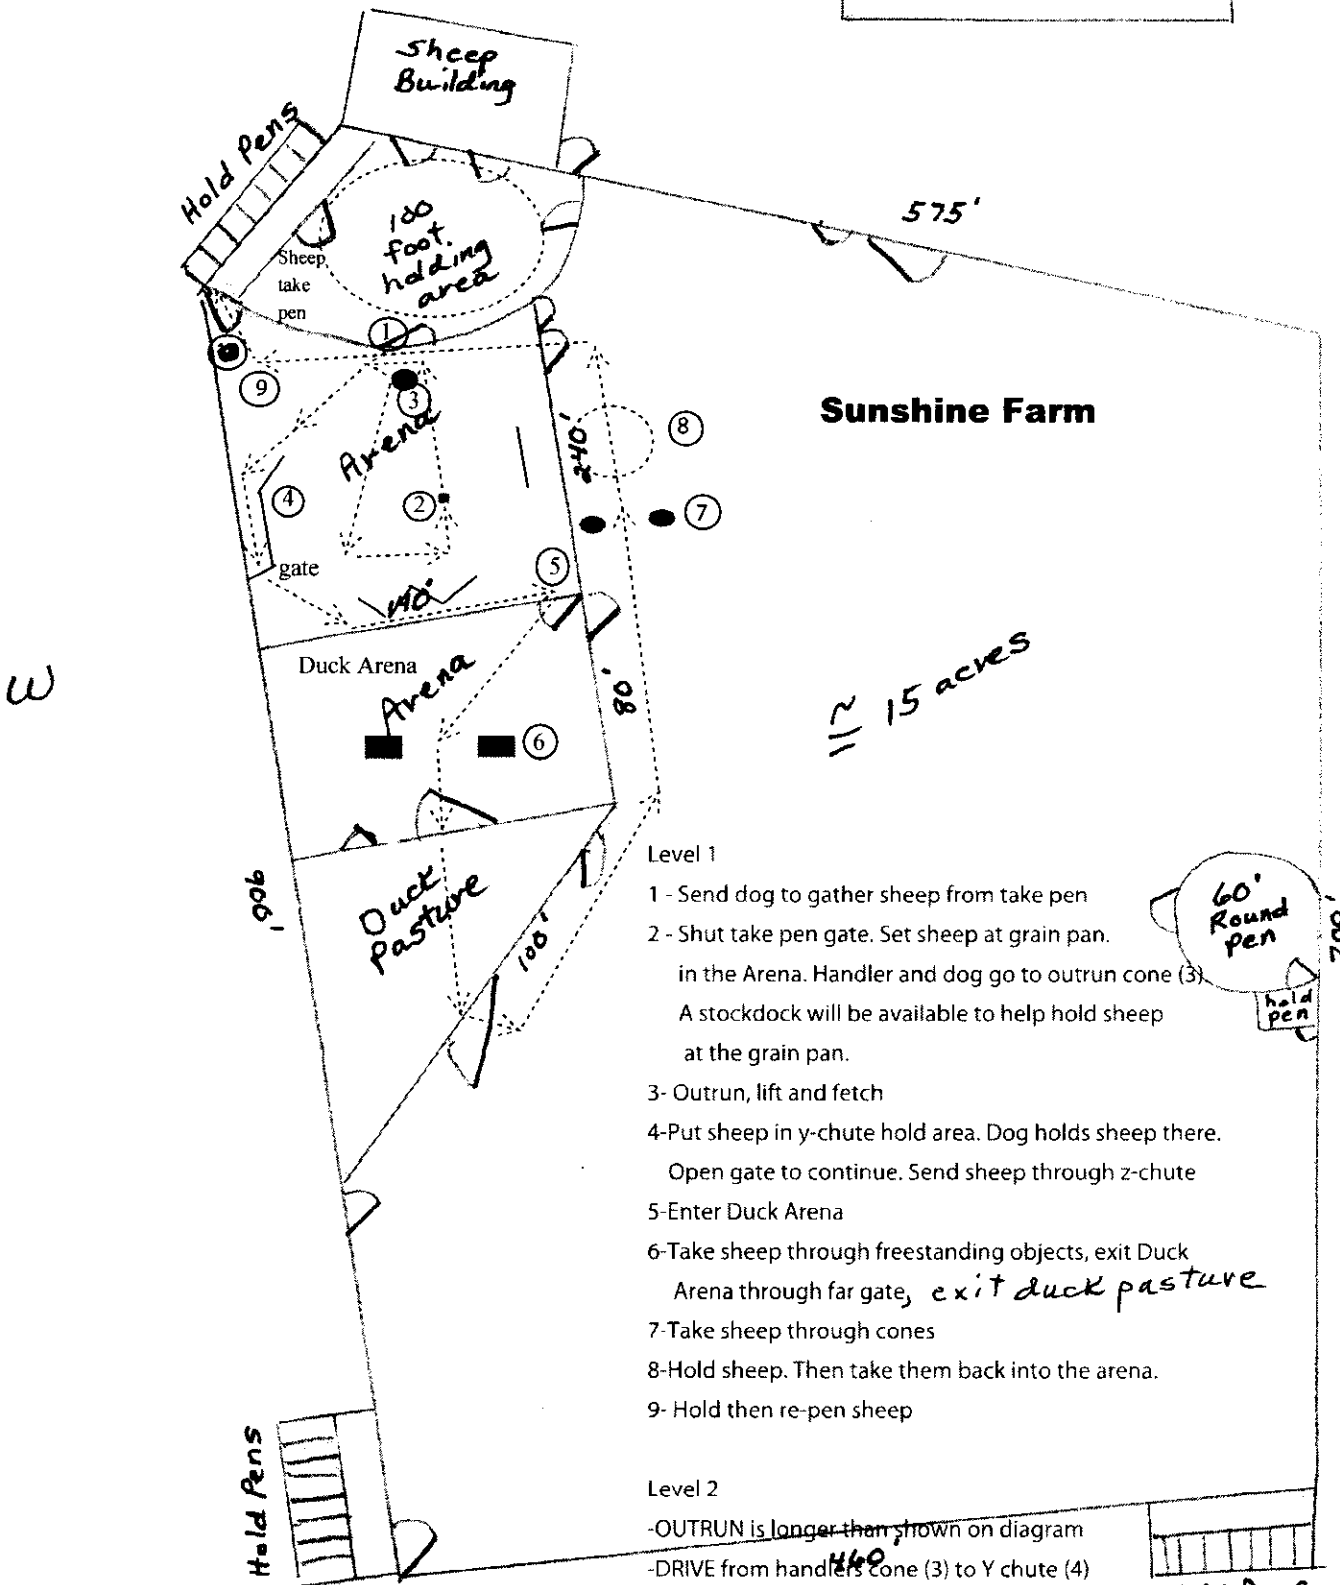 Sheep
Building
Hold Pens
575'
100
foot
holding
area
Sheep
take
pen
1
9
3
Arena
Sunshine Farm
240'
8
4
2
7
gate
5
140'
Duck Arena
Arena
W
80'
≅ 15 acres
6
906'
Duck
Pasture
100'
60'
Round
pen
700'
hold
pen
Level 1
1 - Send dog to gather sheep from take pen
2 - Shut take pen gate. Set sheep at grain pan.
in the Arena. Handler and dog go to outrun cone (3).
A stockdock will be available to help hold sheep
at the grain pan.
3- Outrun, lift and fetch
4-Put sheep in y-chute hold area. Dog holds sheep there.
Open gate to continue. Send sheep through z-chute
5-Enter Duck Arena
6-Take sheep through freestanding objects, exit Duck
Arena through far gate, exit duck pasture
7-Take sheep through cones
8-Hold sheep. Then take them back into the arena.
9- Hold then re-pen sheep
Hold Pens
Level 2
-OUTRUN is longer than shown on diagram
460'
-DRIVE from handlers cone (3) to Y chute (4)